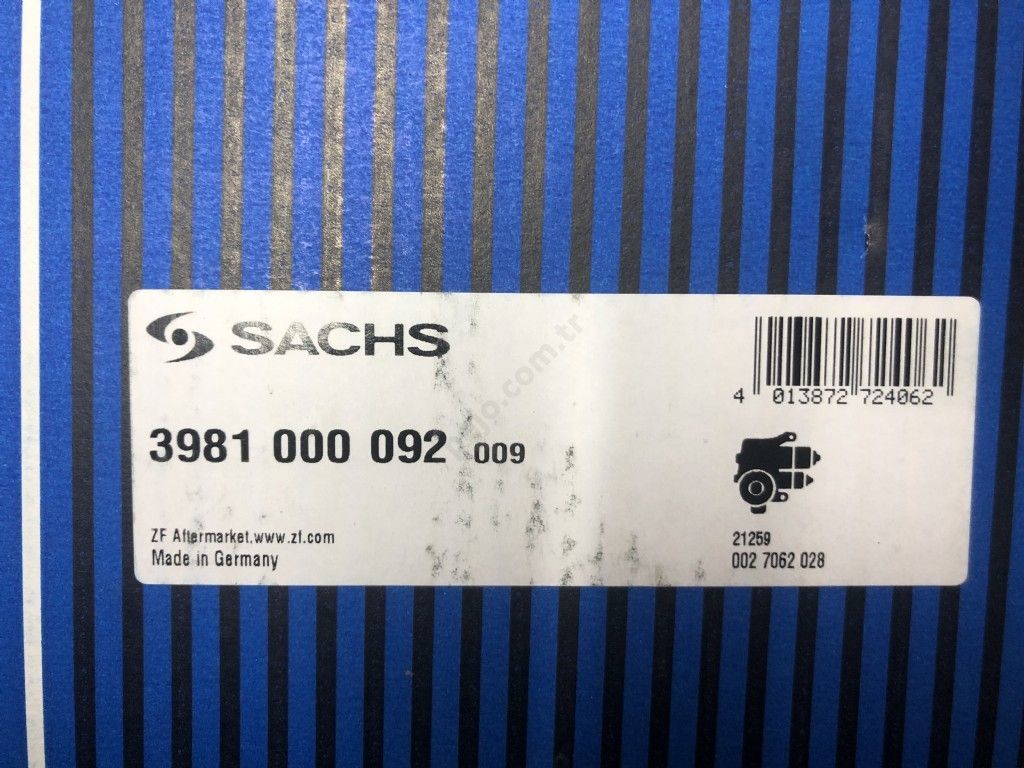 SACHS
4 013872 724062
3981 000 092 009
ZF Aftermarket.www.zf.com
Made in Germany
21259
002 7062 028